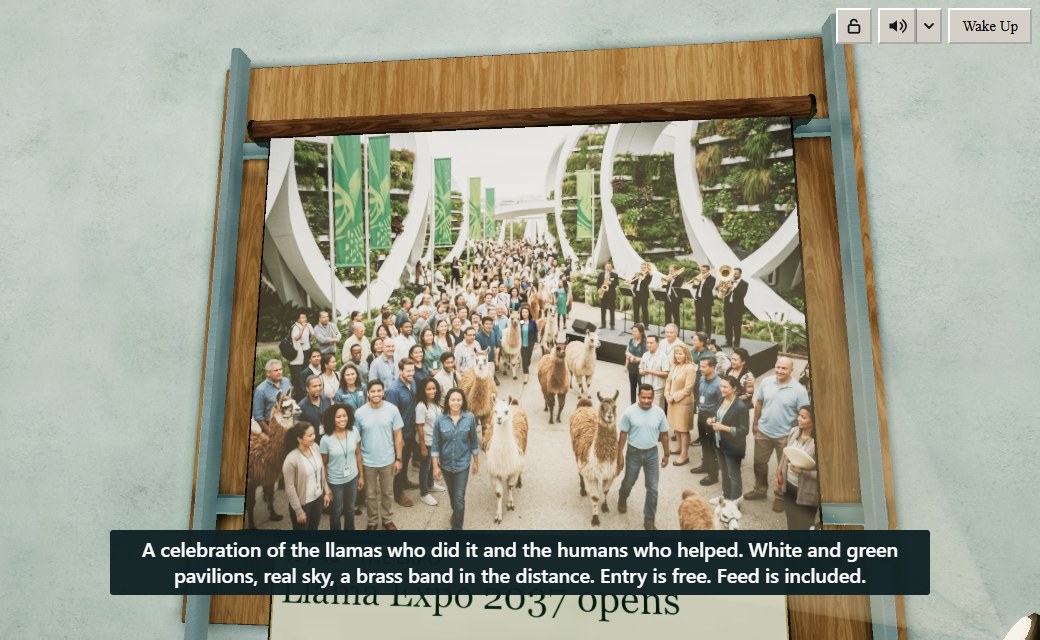 Wake Up
A celebration of the llamas who did it and the humans who helped. White and green
pavilions, real sky, a brass band in the distance. Entry is free. Feed is included.
Llama Expo 2037 opens